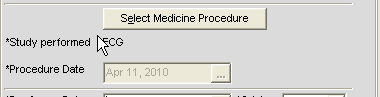 Select Medicine Procedure
*Study performed ECG
*Procedure Date Apr 11, 2010 ...